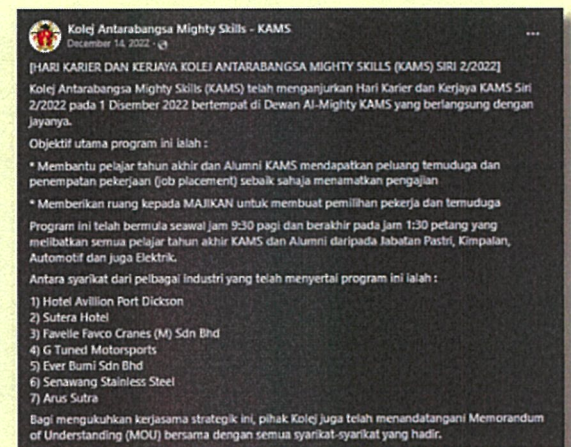 Kolej Antarabangsa Mighty Skills - KAMS
December 14, 2022 ·
[HARI KARIER DAN KERJAYA KOLEJ ANTARABANGSA MIGHTY SKILLS (KAMS) SIRI 2/2022]
Kolej Antarabangsa Mighty Skills (KAMS) telah menganjurkan Hari Karier dan Kerjaya KAMS Siri
2/2022 pada 1 Disember 2022 bertempat di Dewan Al-Mighty KAMS yang berlangsung dengan
jayanya.
Objektif utama program ini ialah :
* Membantu pelajar tahun akhir dan Alumni KAMS mendapatkan peluang temuduga dan
penempatan pekerjaan (job placement) sebaik sahaja menamatkan pengajian
* Memberikan ruang kepada MAJIKAN untuk membuat pemilihan pekerja dan temuduga
Program ini telah bermula seawal jam 9:30 pagi dan berakhir pada jam 1:30 petang yang
melibatkan semua pelajar tahun akhir KAMS dan Alumni daripada Jabatan Pastri, Kimpalan,
Automotif dan juga Elektrik.
Antara syarikat dari pelbagai industri yang telah menyertai program ini ialah :
1) Hotel Avillion Port Dickson
2) Sutera Hotel
3) Favelle Favco Cranes (M) Sdn Bhd
4) G Tuned Motorsports
5) Ever Bumi Sdn Bhd
6) Senawang Stainless Steel
7) Arus Sutra
Bagi mengukuhkan kerjasama strategik ini, pihak Kolej juga telah menandatangani Memorandum
of Understanding (MOU) bersama dengan semua syarikat-syarikat yang hadir.